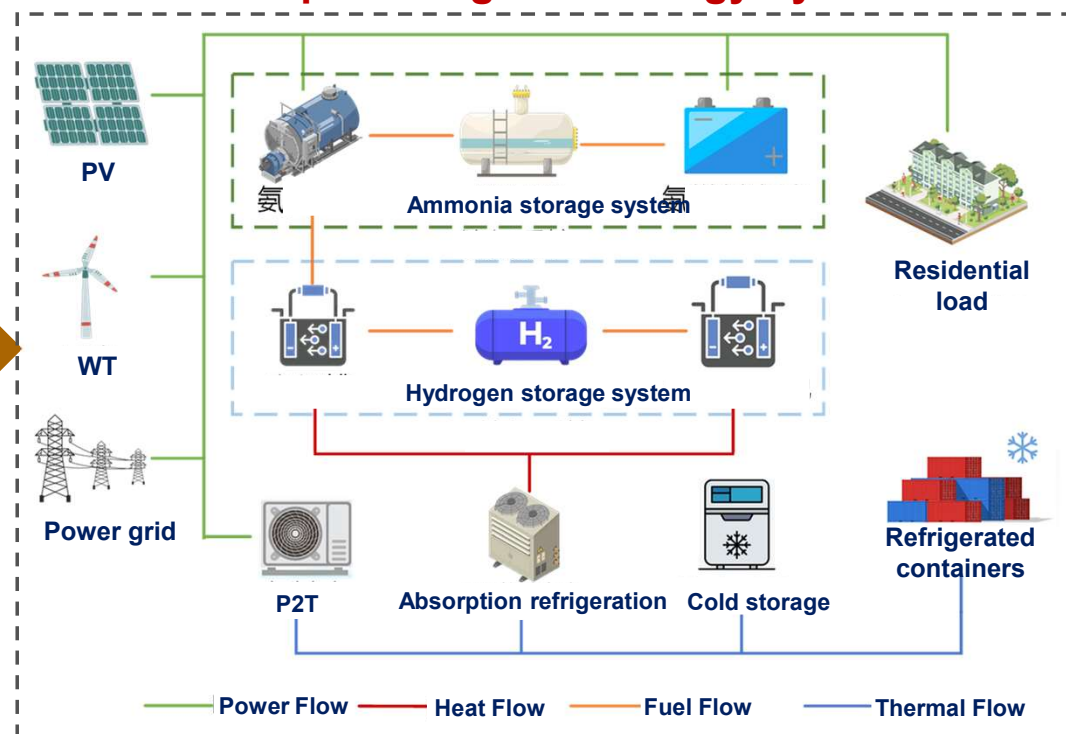 PV
氨
氨
Ammonia storage system
Residential
load
WT
H₂
Hydrogen storage system
Power grid
Refrigerated
containers
P2T
Absorption refrigeration
Cold storage
Power Flow
Heat Flow
Fuel Flow
Thermal Flow